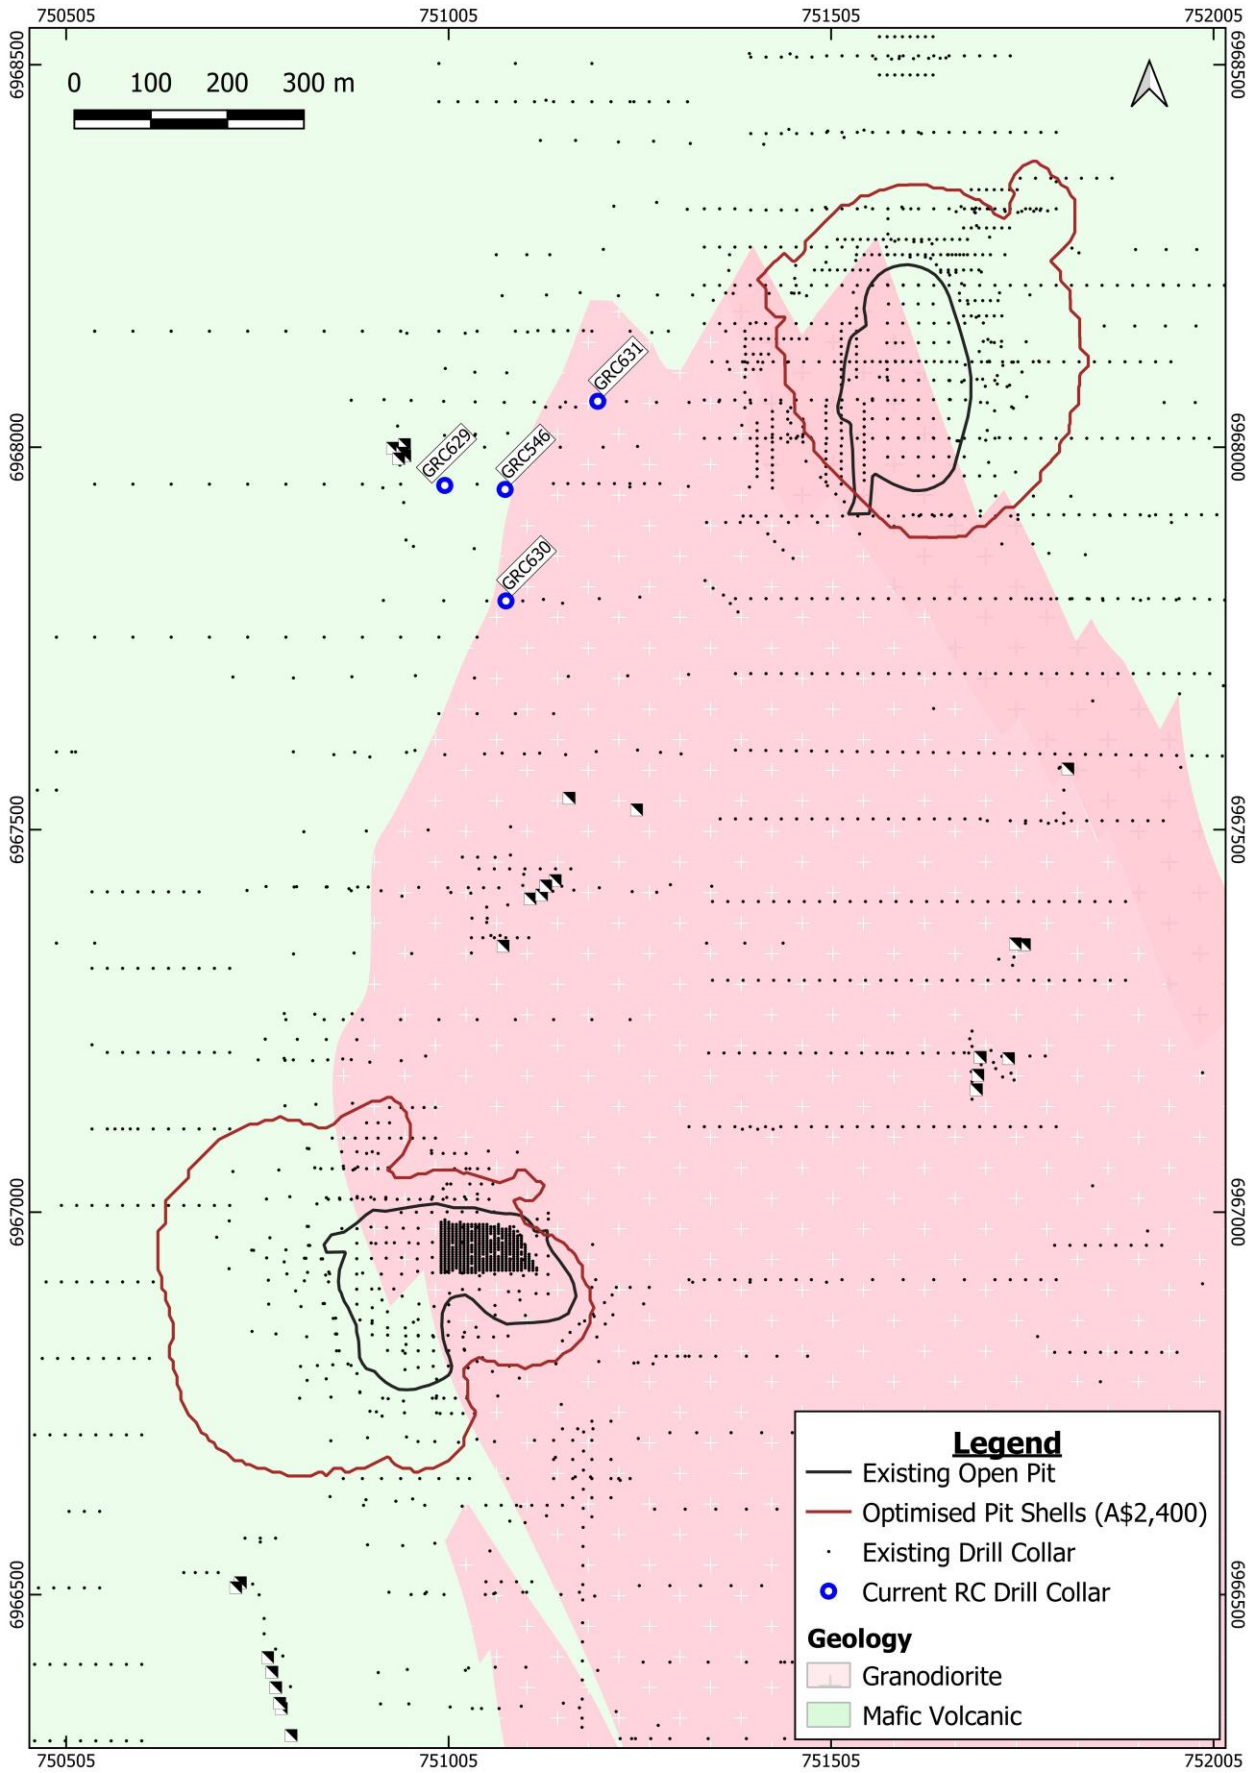 750505 751005 751505 752005
6968500 6968500
0 100 200 300 m
GRC631
GRC629
GRC546
6968000 6968000
GRC630
6967500 6967500
6967000 6967000
Legend
Existing Open Pit
Optimised Pit Shells (A$2,400)
Existing Drill Collar
Current RC Drill Collar
Geology
Granodiorite
Mafic Volcanic
6966500 6966500
750505 751005 751505 752005